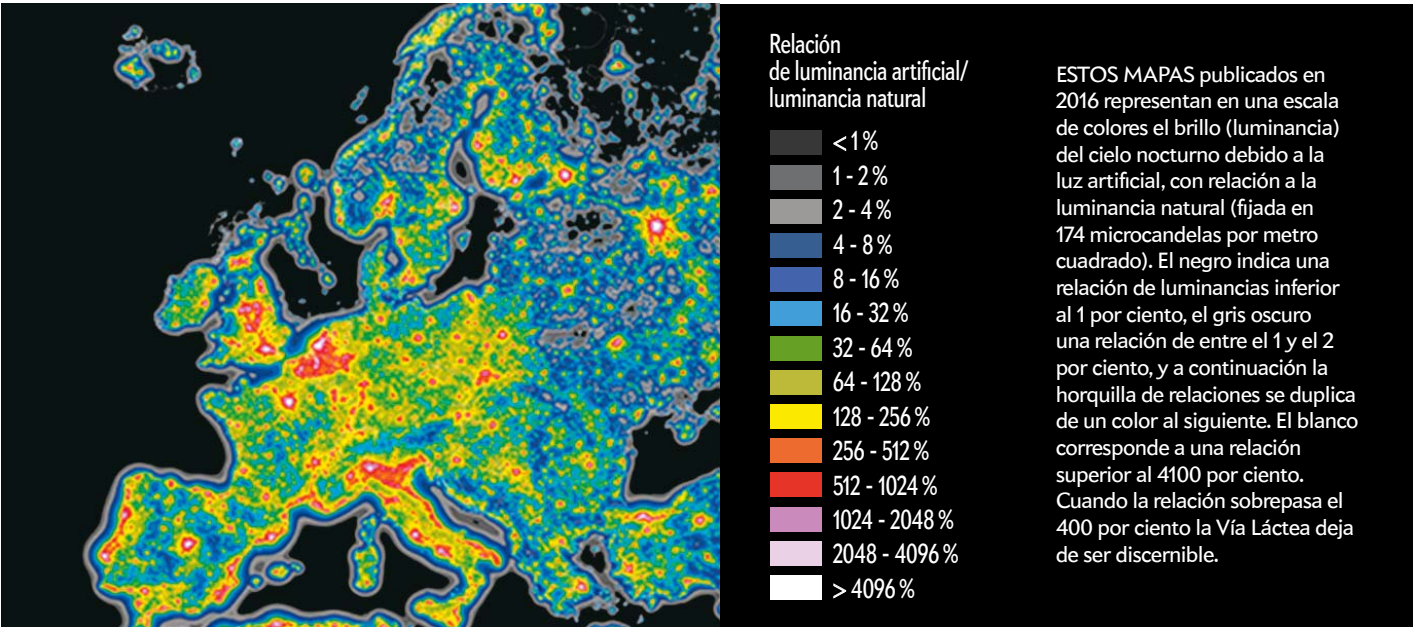 Relación
de luminancia artificial/
luminancia natural
<1 %
1 - 2 %
2 - 4 %
4 - 8 %
8 - 16 %
16 - 32 %
32 - 64 %
64 - 128 %
128 - 256 %
256 - 512 %
512 - 1024 %
1024 - 2048 %
2048 - 4096 %
> 4096 %
ESTOS MAPAS publicados en
2016 representan en una escala
de colores el brillo (luminancia)
del cielo nocturno debido a la
luz artificial, con relación a la
luminancia natural (fijada en
174 microcandelas por metro
cuadrado). El negro indica una
relación de luminancias inferior
al 1 por ciento, el gris oscuro
una relación de entre el 1 y el 2
por ciento, y a continuación la
horquilla de relaciones se duplica
de un color al siguiente. El blanco
corresponde a una relación
superior al 4100 por ciento.
Cuando la relación sobrepasa el
400 por ciento la Vía Láctea deja
de ser discernible.